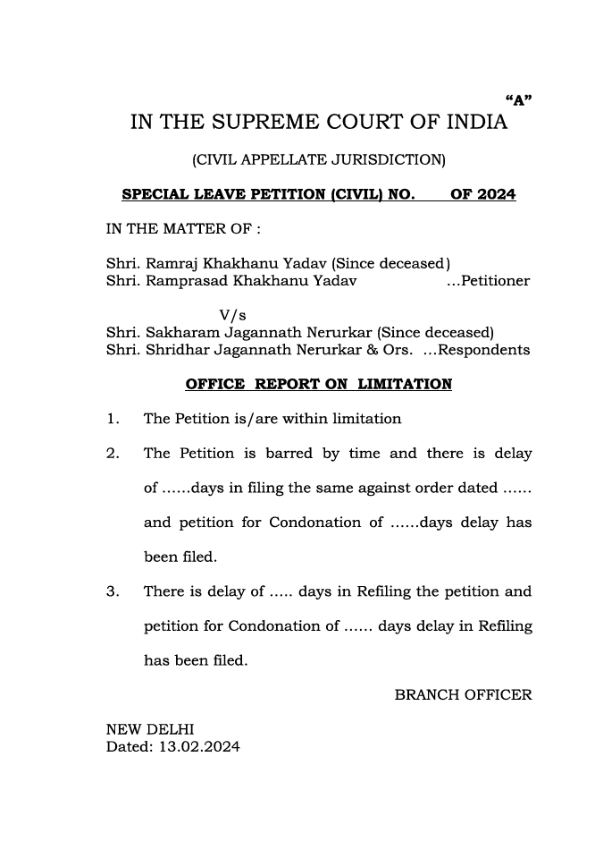 “A”
IN THE SUPREME COURT OF INDIA
(CIVIL APPELLATE JURISDICTION)
SPECIAL LEAVE PETITION (CIVIL) NO.      OF 2024
IN THE MATTER OF :
Shri. Ramraj Khakhanu Yadav (Since deceased)
Shri. Ramprasad Khakhanu Yadav …Petitioner
V/s
Shri. Sakharam Jagannath Nerurkar (Since deceased)
Shri. Shridhar Jagannath Nerurkar & Ors. …Respondents
OFFICE REPORT ON LIMITATION
1. The Petition is/are within limitation
2. The Petition is barred by time and there is delay
of ……days in filing the same against order dated ……
and petition for Condonation of ……days delay has
been filed.
3. There is delay of ….. days in Refiling the petition and
petition for Condonation of …… days delay in Refiling
has been filed.
BRANCH OFFICER
NEW DELHI
Dated: 13.02.2024